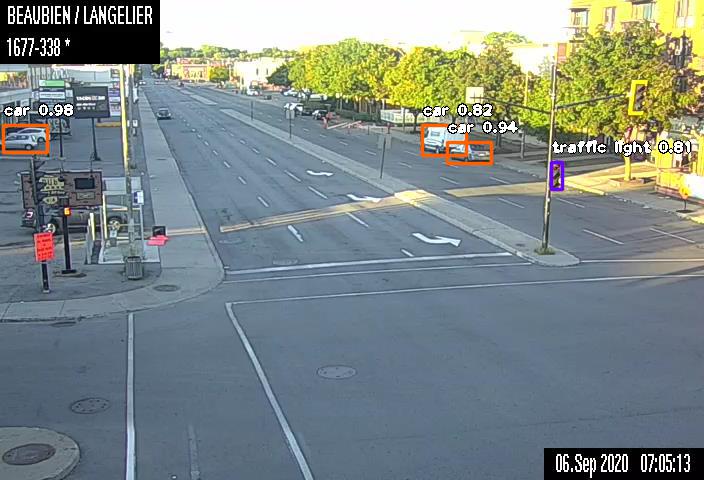 BEAUBIEN / LANGELIER
1677-338 *
car 0.98
car 0.82
car 0.94
traffic light 0.81
06.Sep 2020 07:05:13